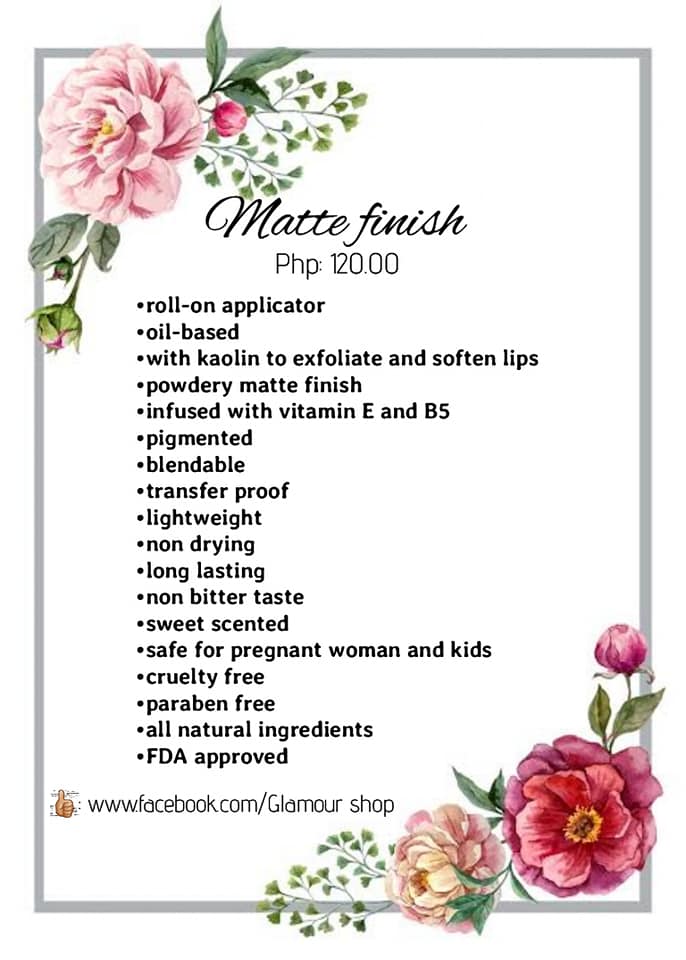 Matte finish
Php: 120.00
•roll-on applicator
•oil-based
•with kaolin to exfoliate and soften lips
•powdery matte finish
•infused with vitamin E and B5
•pigmented
•blendable
•transfer proof
•lightweight
•non drying
•long lasting
•non bitter taste
•sweet scented
•safe for pregnant woman and kids
•cruelty free
•paraben free
•all natural ingredients
•FDA approved
👍: www.facebook.com/Glamour shop